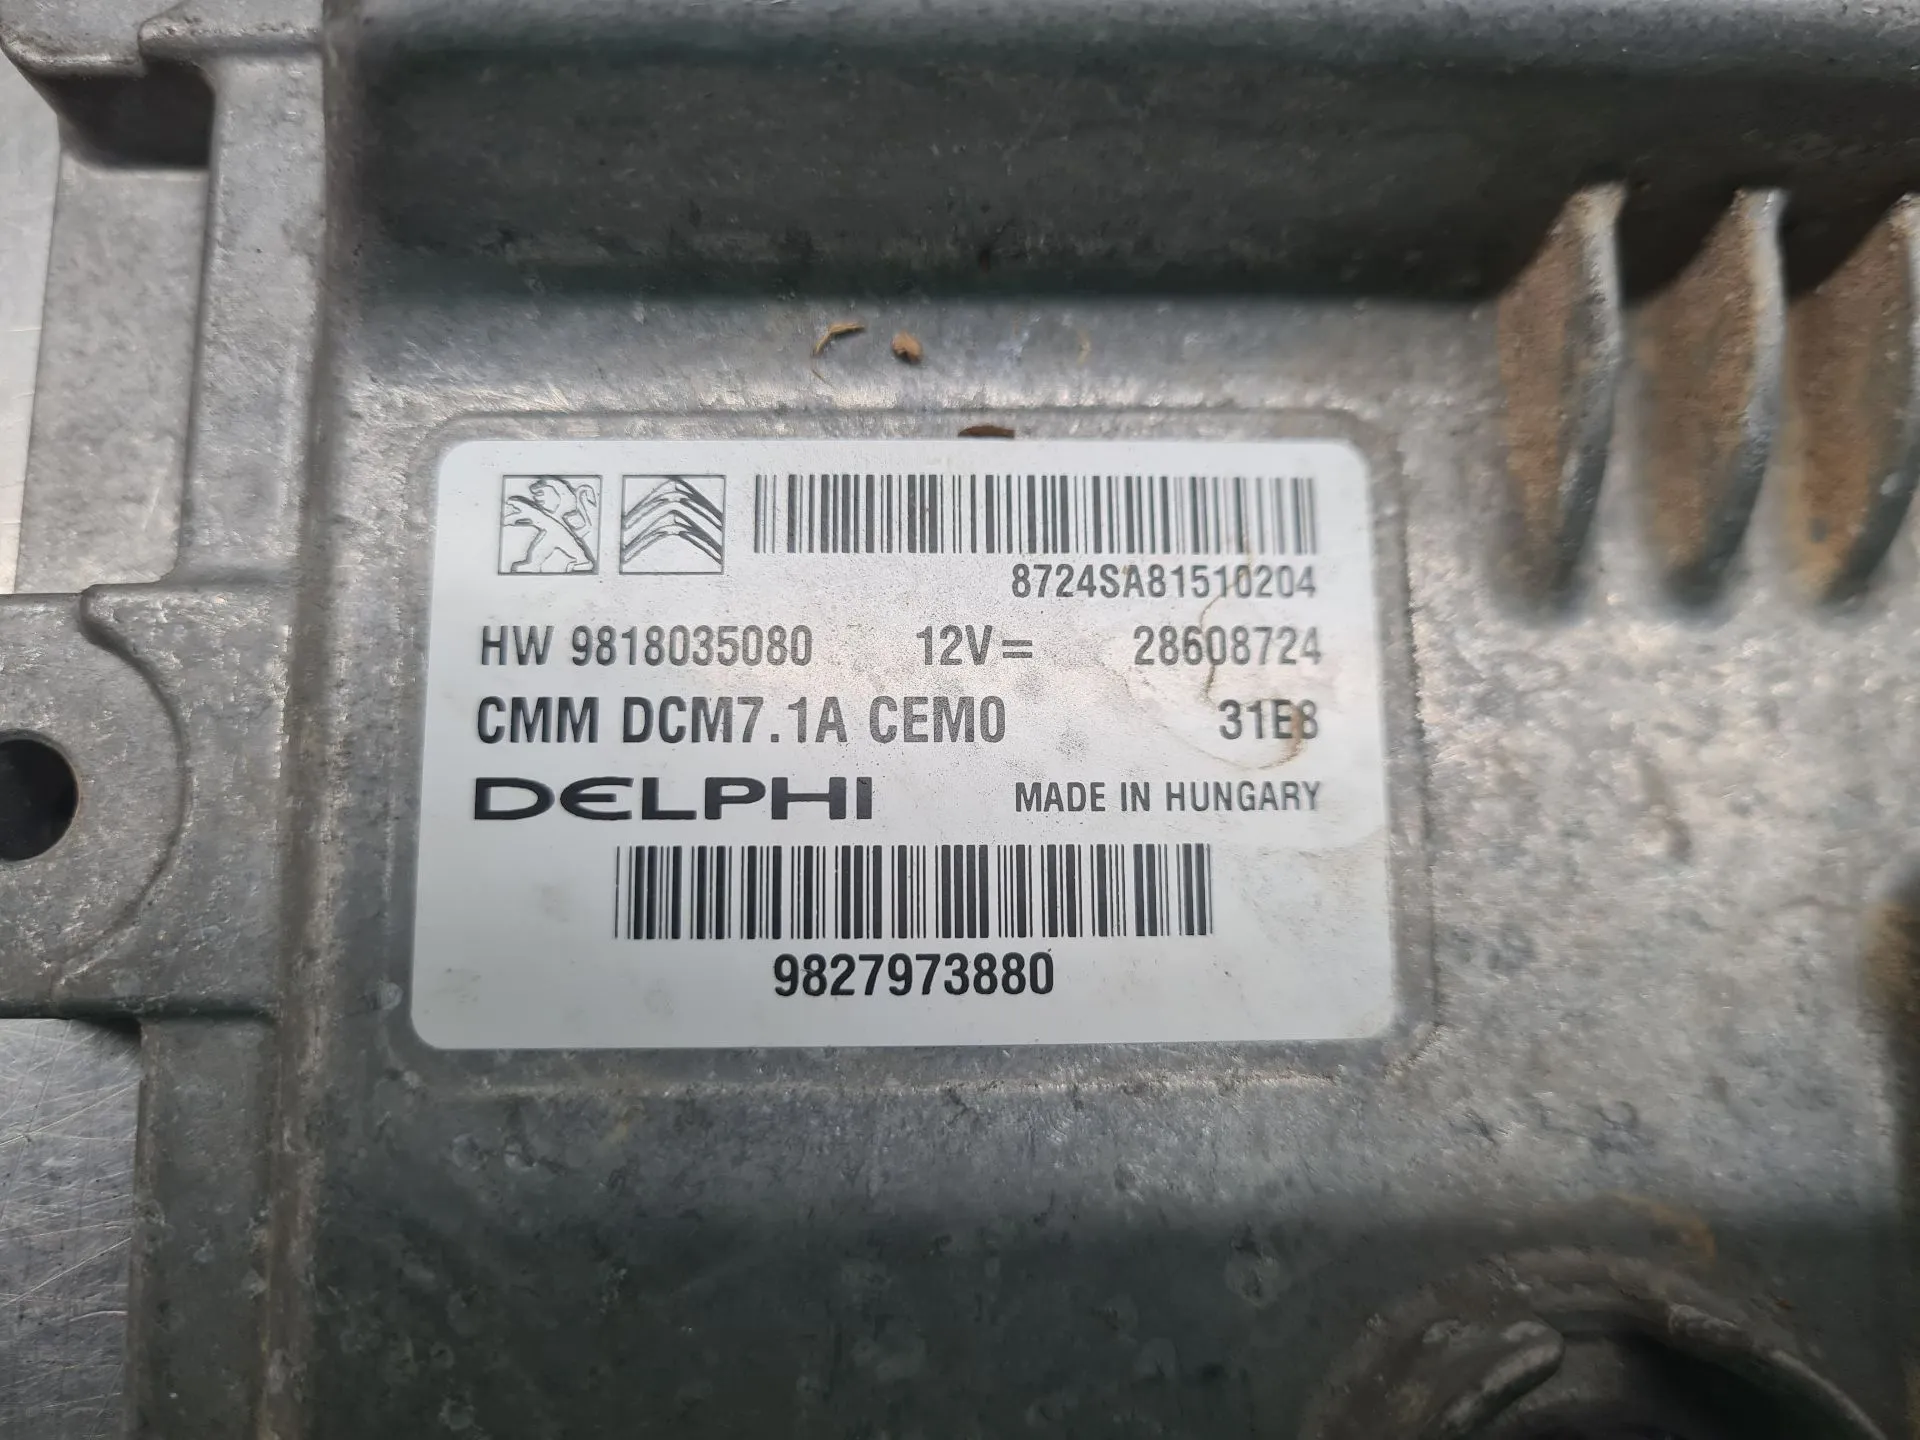 8724SA81510204
HW 9818035080 12V= 28608724
CMM DCM7.1A CEM0 31E8
DELPHI MADE IN HUNGARY
9827973880